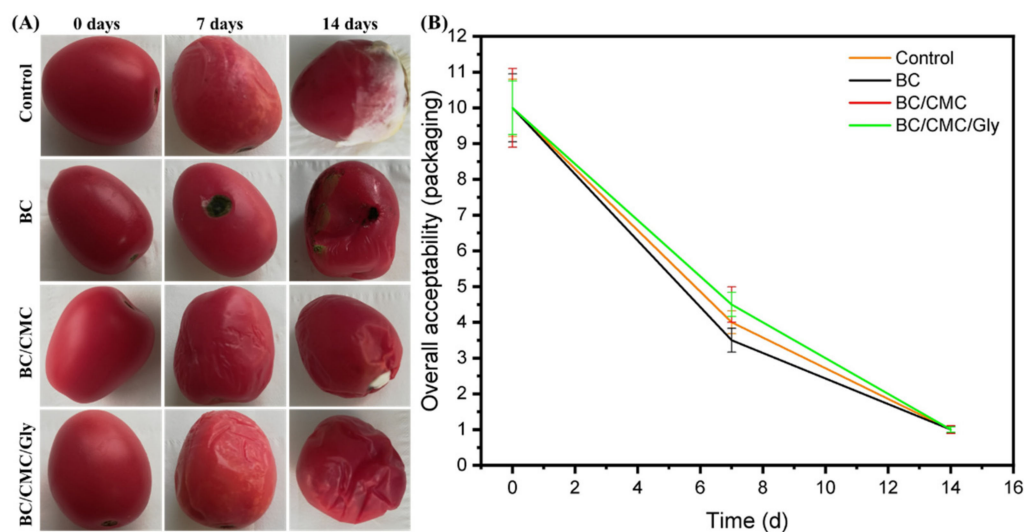 (A) 0 days 7 days 14 days
Control
BC
BC/CMC
BC/CMC/Gly
(B)
Overall acceptability (packaging)
12
11
10
9
8
7
6
5
4
3
2
1
0
Control
BC
BC/CMC
BC/CMC/Gly
0 2 4 6 8 10 12 14 16
Time (d)